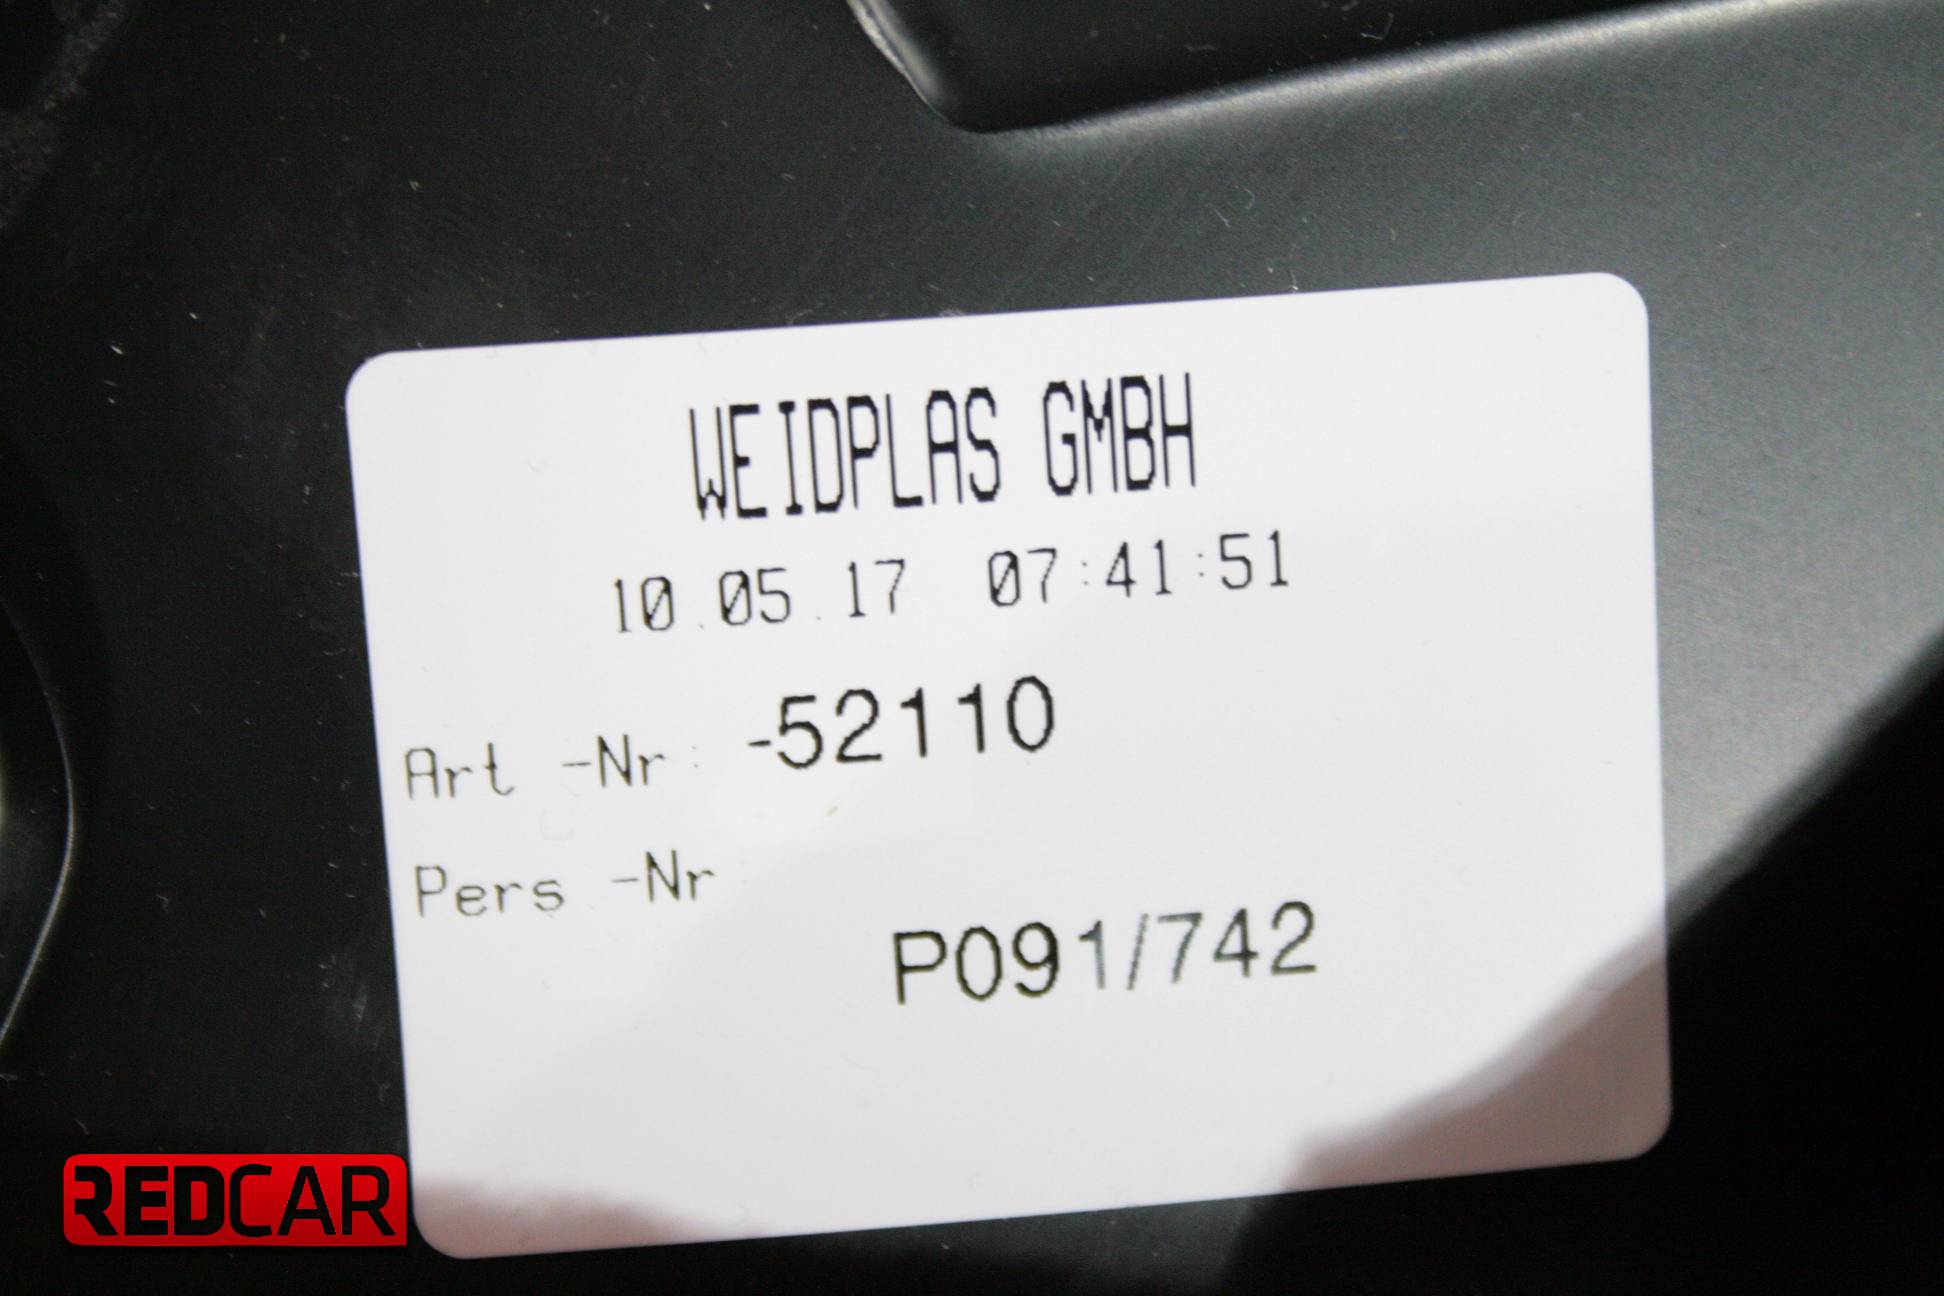 WEIDPLAS GMBH
10.05.17 07:41:51
Art -Nr: -52110
Pers -Nr
P091/742
REDCAR